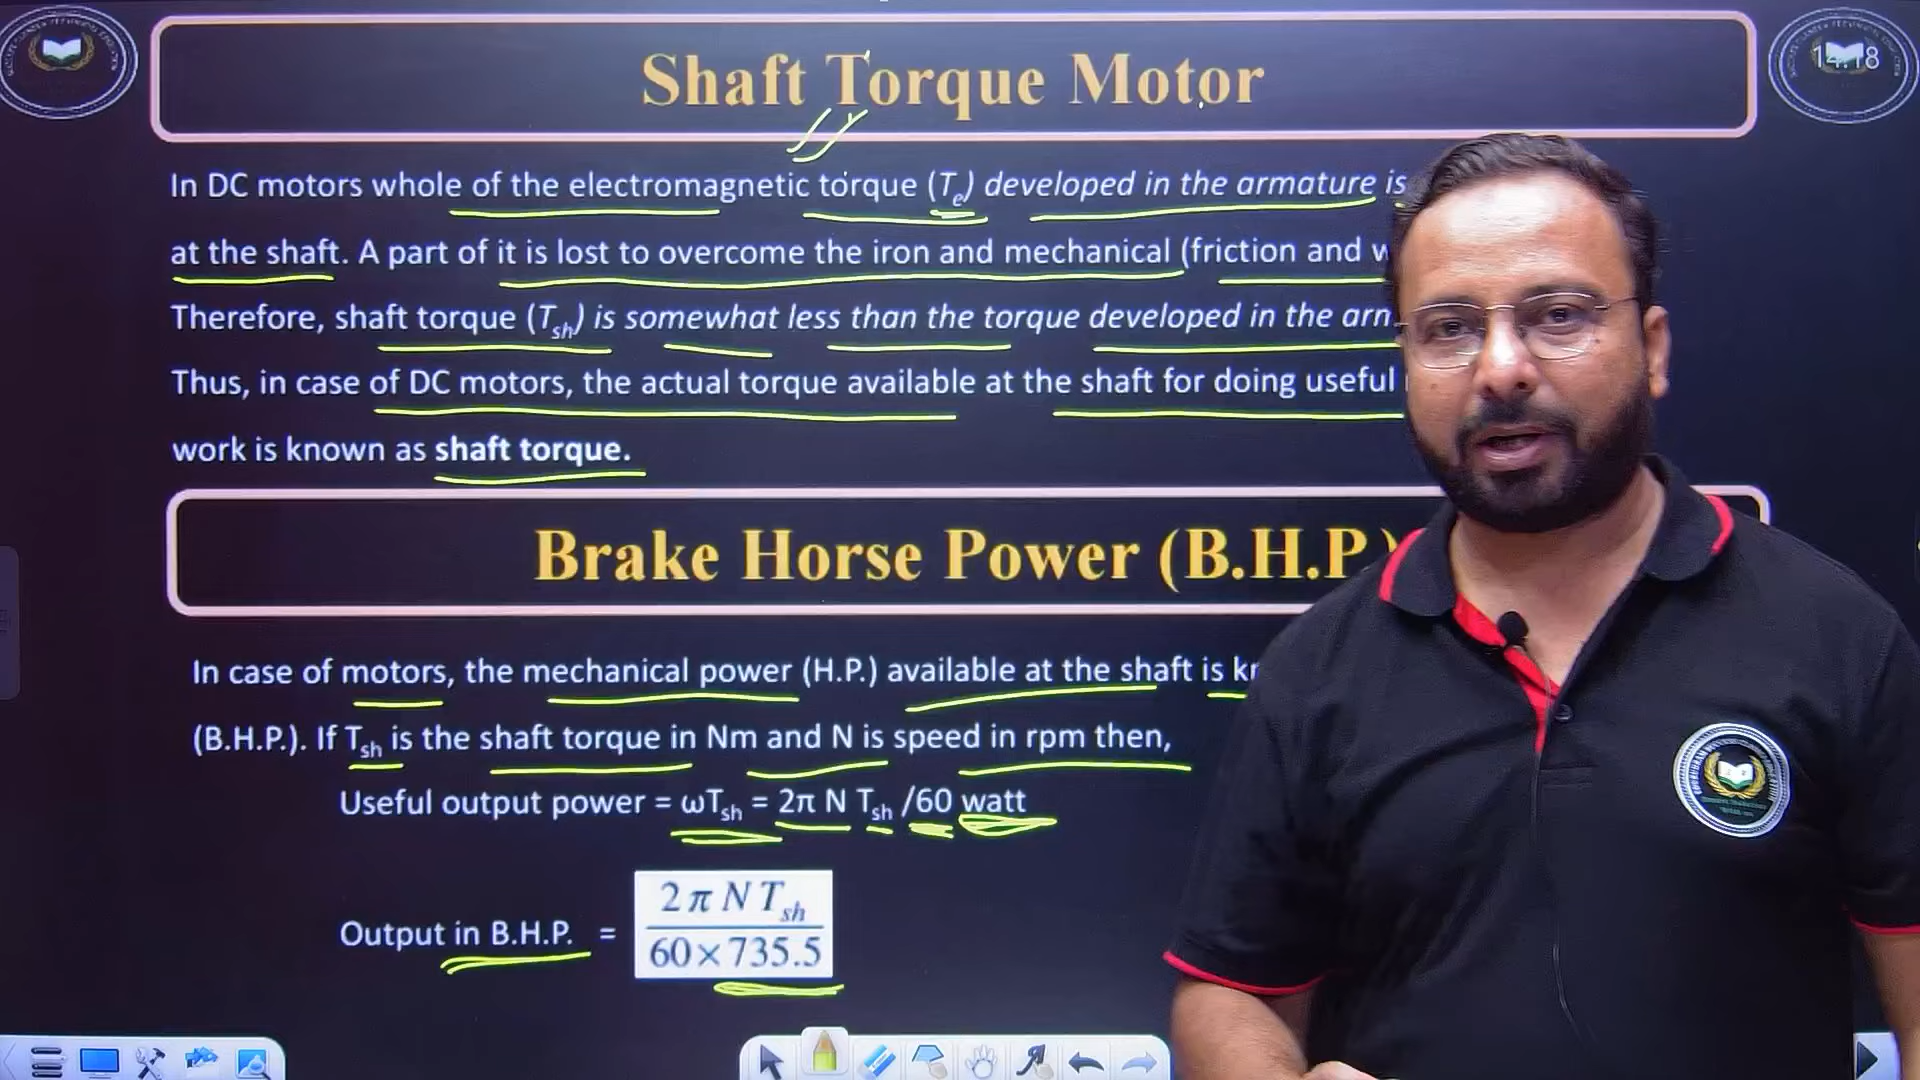 Shaft Torque Motor
14:18
In DC motors whole of the electromagnetic torque (Te) developed in the armature is
at the shaft. A part of it is lost to overcome the iron and mechanical (friction and w
Therefore, shaft torque (Tsh) is somewhat less than the torque developed in the arm
Thus, in case of DC motors, the actual torque available at the shaft for doing useful
work is known as shaft torque.
Brake Horse Power (B.H.P.)
In case of motors, the mechanical power (H.P.) available at the shaft is kn
(B.H.P.). If Tsh is the shaft torque in Nm and N is speed in rpm then,
Useful output power = ωTsh = 2π N Tsh /60 watt
Output in B.H.P. = 2 π N Tsh
60×735.5